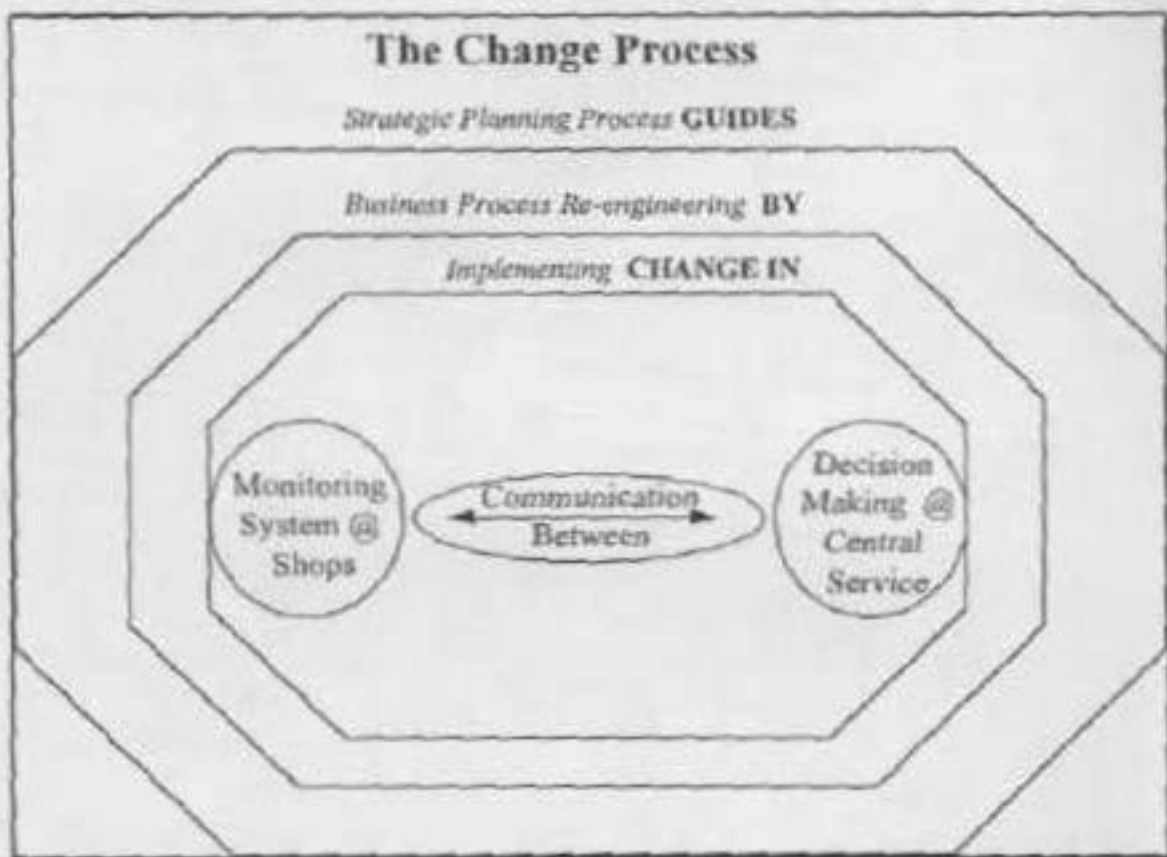 The Change Process
Strategic Planning Process GUIDES
Business Process Re-engineering BY
Implementing CHANGE IN
Monitoring
System @
Shops
Communication
Between
Decision
Making @
Central
Service